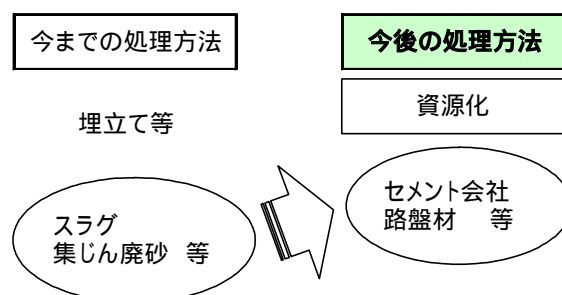 今までの処理方法
埋立て等
スラグ
集じん廃砂 等
今後の処理方法
資源化
セメント会社
路盤材 等